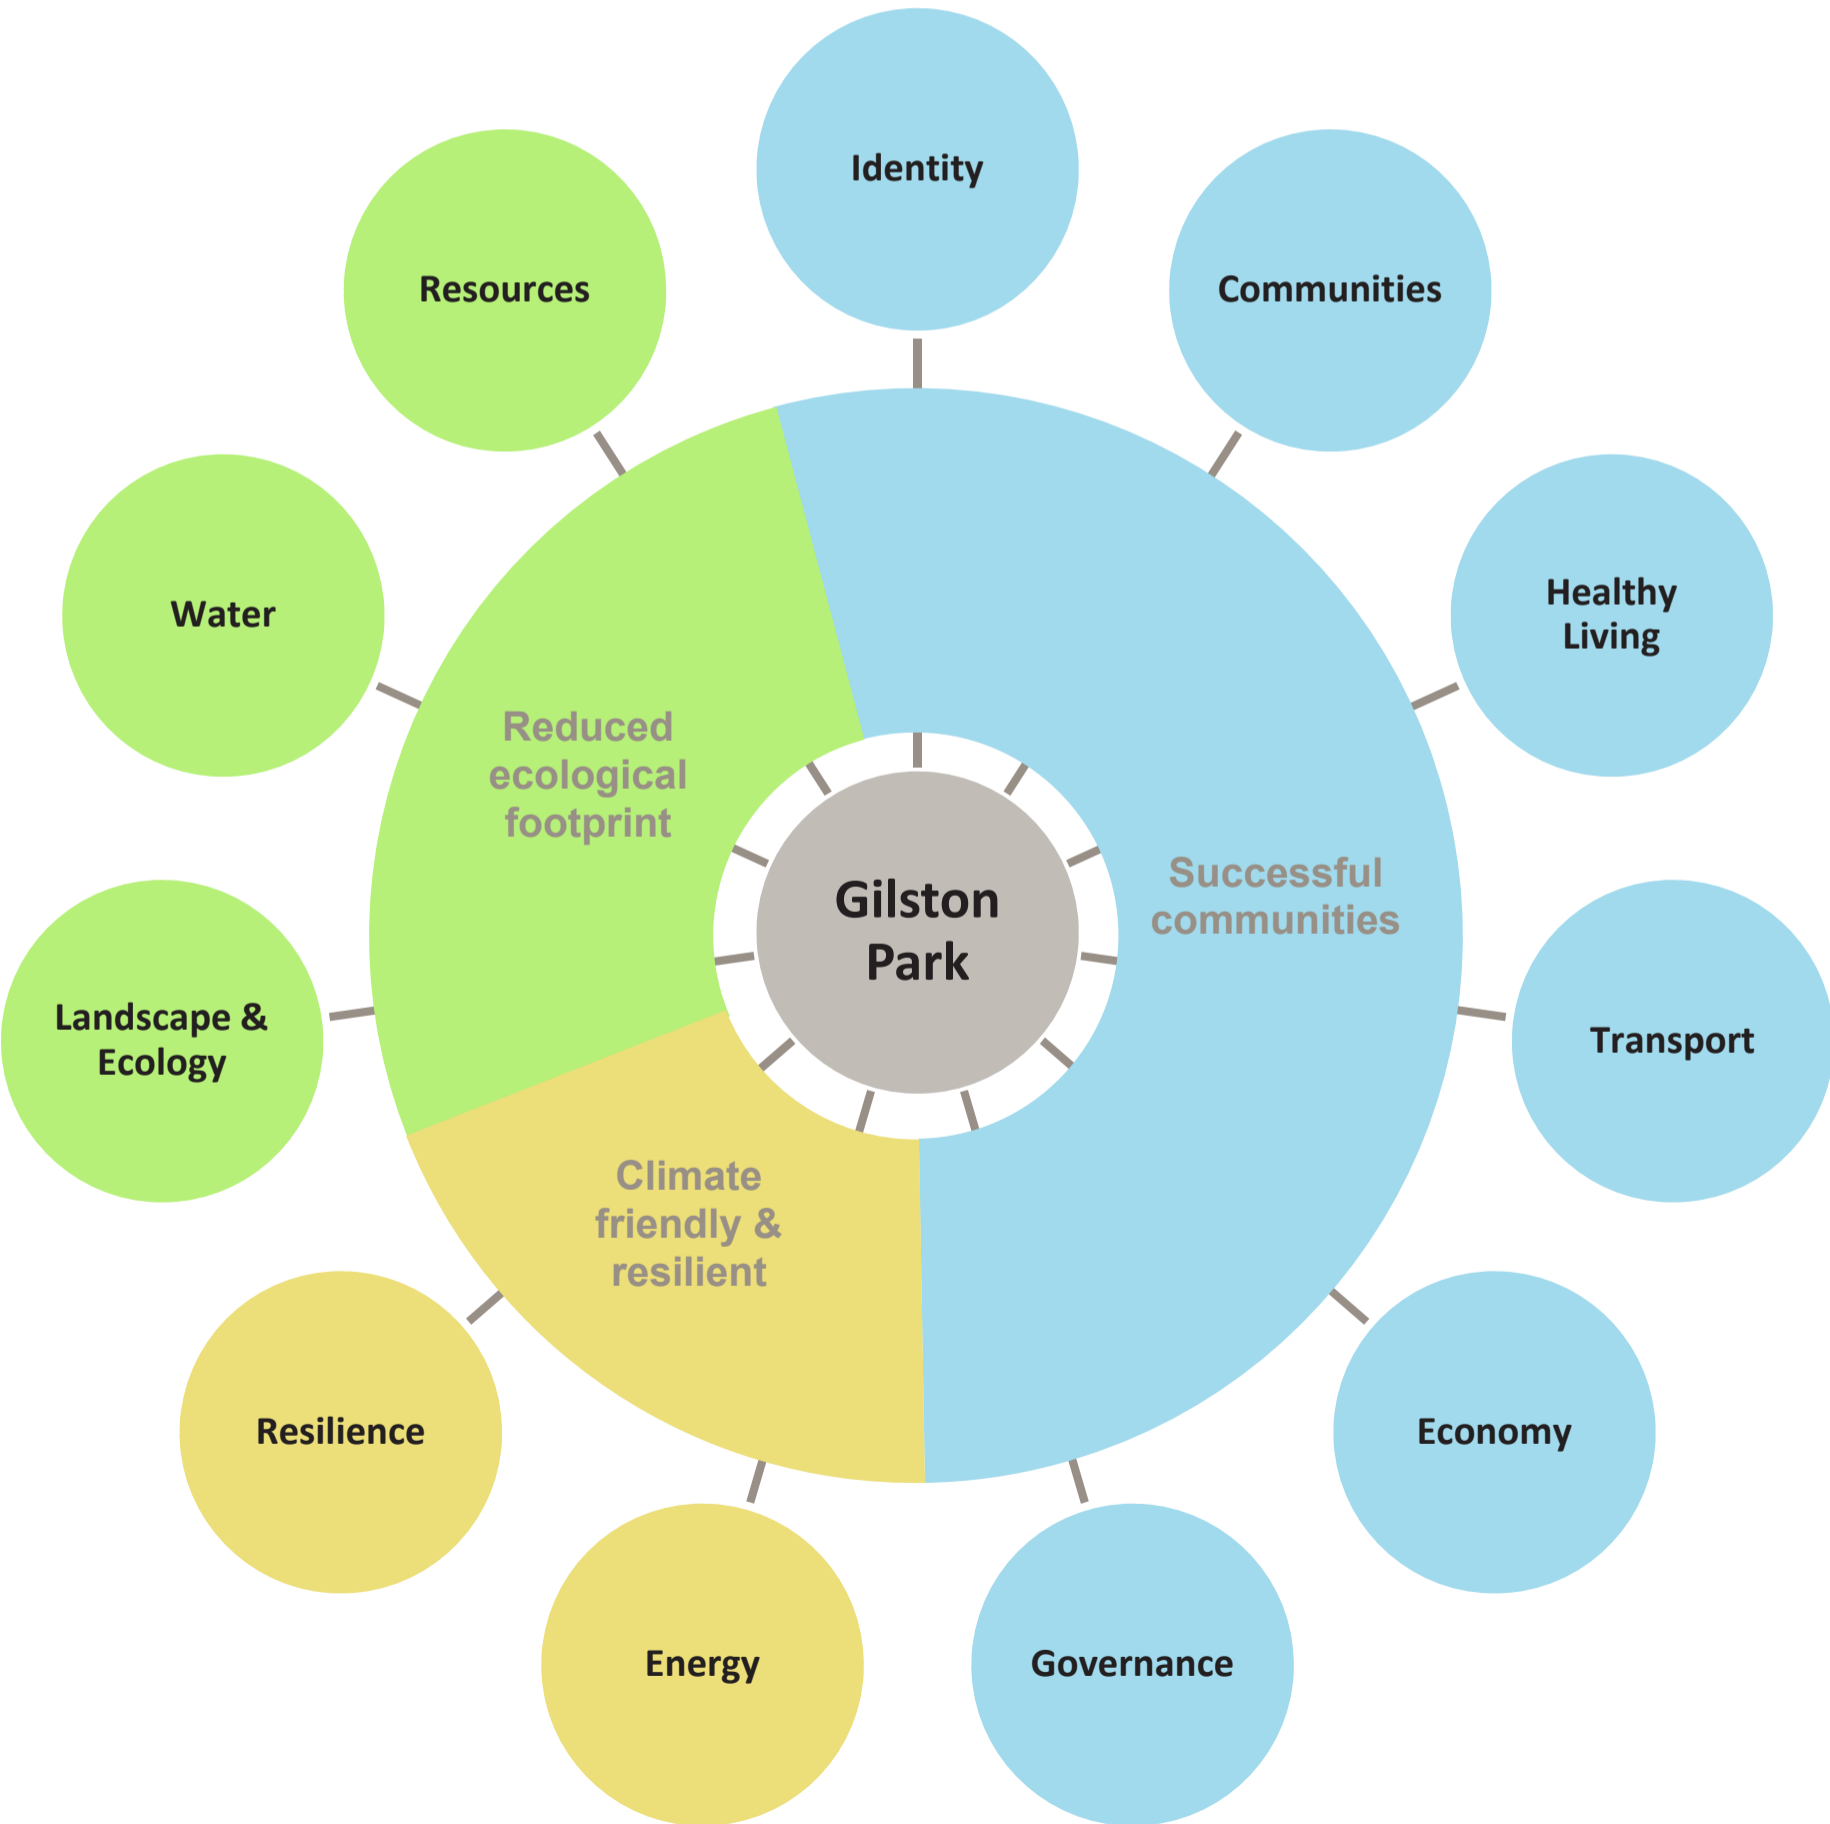 Identity
Resources
Communities
Healthy
Living
Water
Reduced
ecological
footprint
Successful
communities
Gilston
Park
Landscape &
Ecology
Transport
Climate
friendly &
resilient
Resilience
Economy
Energy
Governance